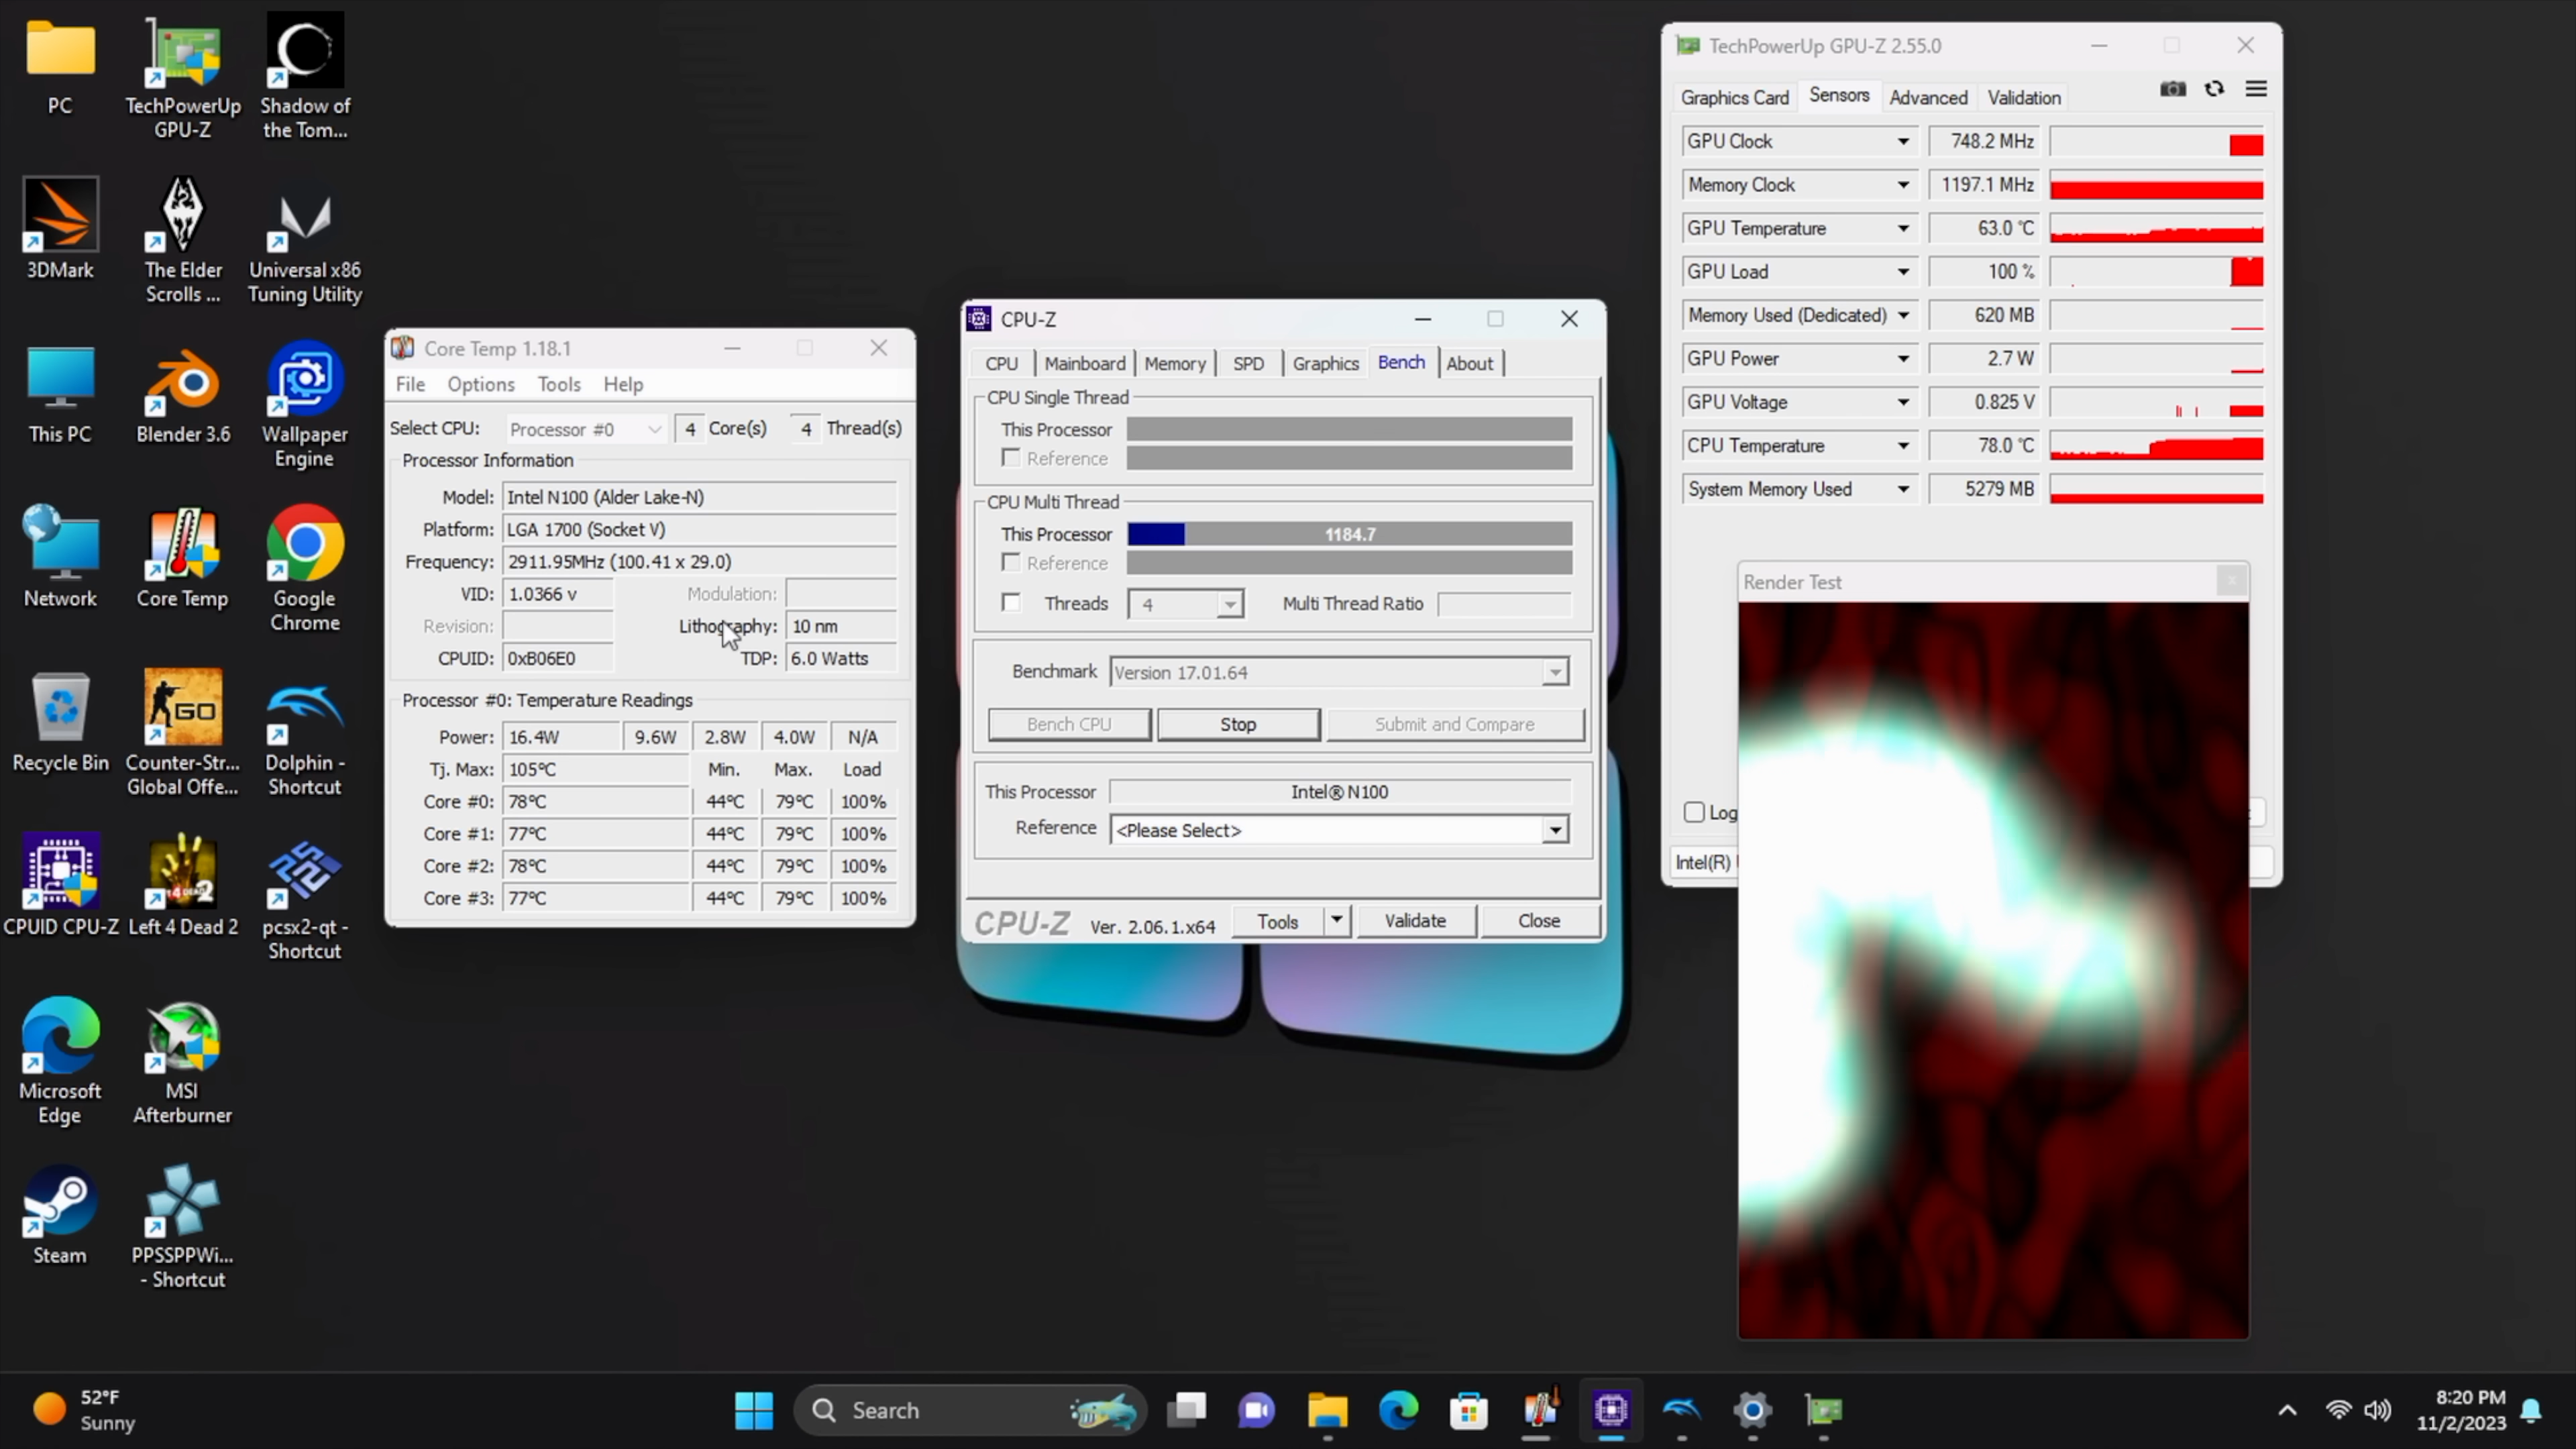 PC
TechPowerUp
GPU-Z
Shadow of
the Tom...
3DMark
The Elder
Scrolls ...
Universal x86
Tuning Utility
This PC
Blender 3.6
Wallpaper
Engine
Network
Core Temp
Google
Chrome
Recycle Bin
GO
Counter-Str...
Global Offe...
Dolphin -
Shortcut
CPUID CPU-Z
Left 4 Dead 2
pcsx2-qt -
Shortcut
Microsoft
Edge
MSI
Afterburner
Steam
PPSSPPWi...
- Shortcut
Core Temp 1.18.1
File Options Tools Help
Select CPU: Processor #0 4 Core(s) 4 Thread(s)
Processor Information
Model: Intel N100 (Alder Lake-N)
Platform: LGA 1700 (Socket V)
Frequency: 2911.95MHz (100.41 x 29.0)
VID: 1.0366 v Modulation:
Revision: Lithography: 10 nm
CPUID: 0xB06E0 TDP: 6.0 Watts
Processor #0: Temperature Readings
Power: 16.4W 9.6W 2.8W 4.0W N/A
Tj. Max: 105°C Min. Max. Load
Core #0: 78°C 44°C 79°C 100%
Core #1: 77°C 44°C 79°C 100%
Core #2: 78°C 44°C 79°C 100%
Core #3: 77°C 44°C 79°C 100%
CPU-Z
CPU Mainboard Memory SPD Graphics Bench About
CPU Single Thread
This Processor
Reference
CPU Multi Thread
This Processor 1184.7
Reference
Threads 4 Multi Thread Ratio
Benchmark Version 17.01.64
Bench CPU Stop Submit and Compare
This Processor Intel® N100
Reference <Please Select>
CPU-Z Ver. 2.06.1.x64 Tools Validate Close
TechPowerUp GPU-Z 2.55.0
Graphics Card Sensors Advanced Validation
GPU Clock 748.2 MHz
Memory Clock 1197.1 MHz
GPU Temperature 63.0 °C
GPU Load 100 %
Memory Used (Dedicated) 620 MB
GPU Power 2.7 W
GPU Voltage 0.825 V
CPU Temperature 78.0 °C
System Memory Used 5279 MB
Render Test
Log
Intel(R)
52°F
Sunny
Search
8:20 PM
11/2/2023